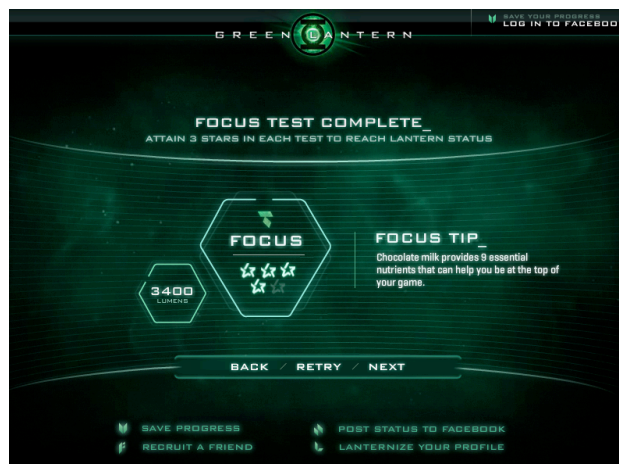 SAVE YOUR PROGRESS
LOG IN TO FACEBOO
GREEN LANTERN
FOCUS TEST COMPLETE_
ATTAIN 3 STARS IN EACH TEST TO REACH LANTERN STATUS
FOCUS
3400
LUMENS
FOCUS TIP_
Chocolate milk provides 9 essential
nutrients that can help you be at the top of
your game.
BACK / RETRY / NEXT
SAVE PROGRESS
POST STATUS TO FACEBOOK
RECRUIT A FRIEND
LANTERNIZE YOUR PROFILE